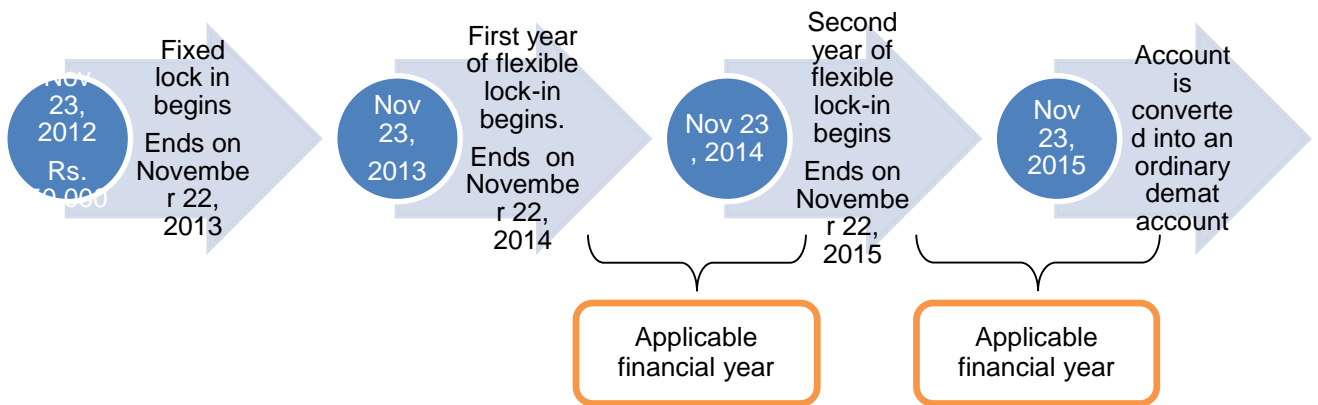 Nov
23,
2012
Rs.
Fixed
lock in
begins
Ends on
Novembe
r 22,
2013
Nov
23,
2013
First year
of flexible
lock-in
begins.
Ends on
Novembe
r 22,
2014
Nov 23
, 2014
Second
year of
flexible
lock-in
begins
Ends on
Novembe
r 22,
2015
Nov
23,
2015
Account
is
converte
d into an
ordinary
demat
account
Applicable
financial year
Applicable
financial year